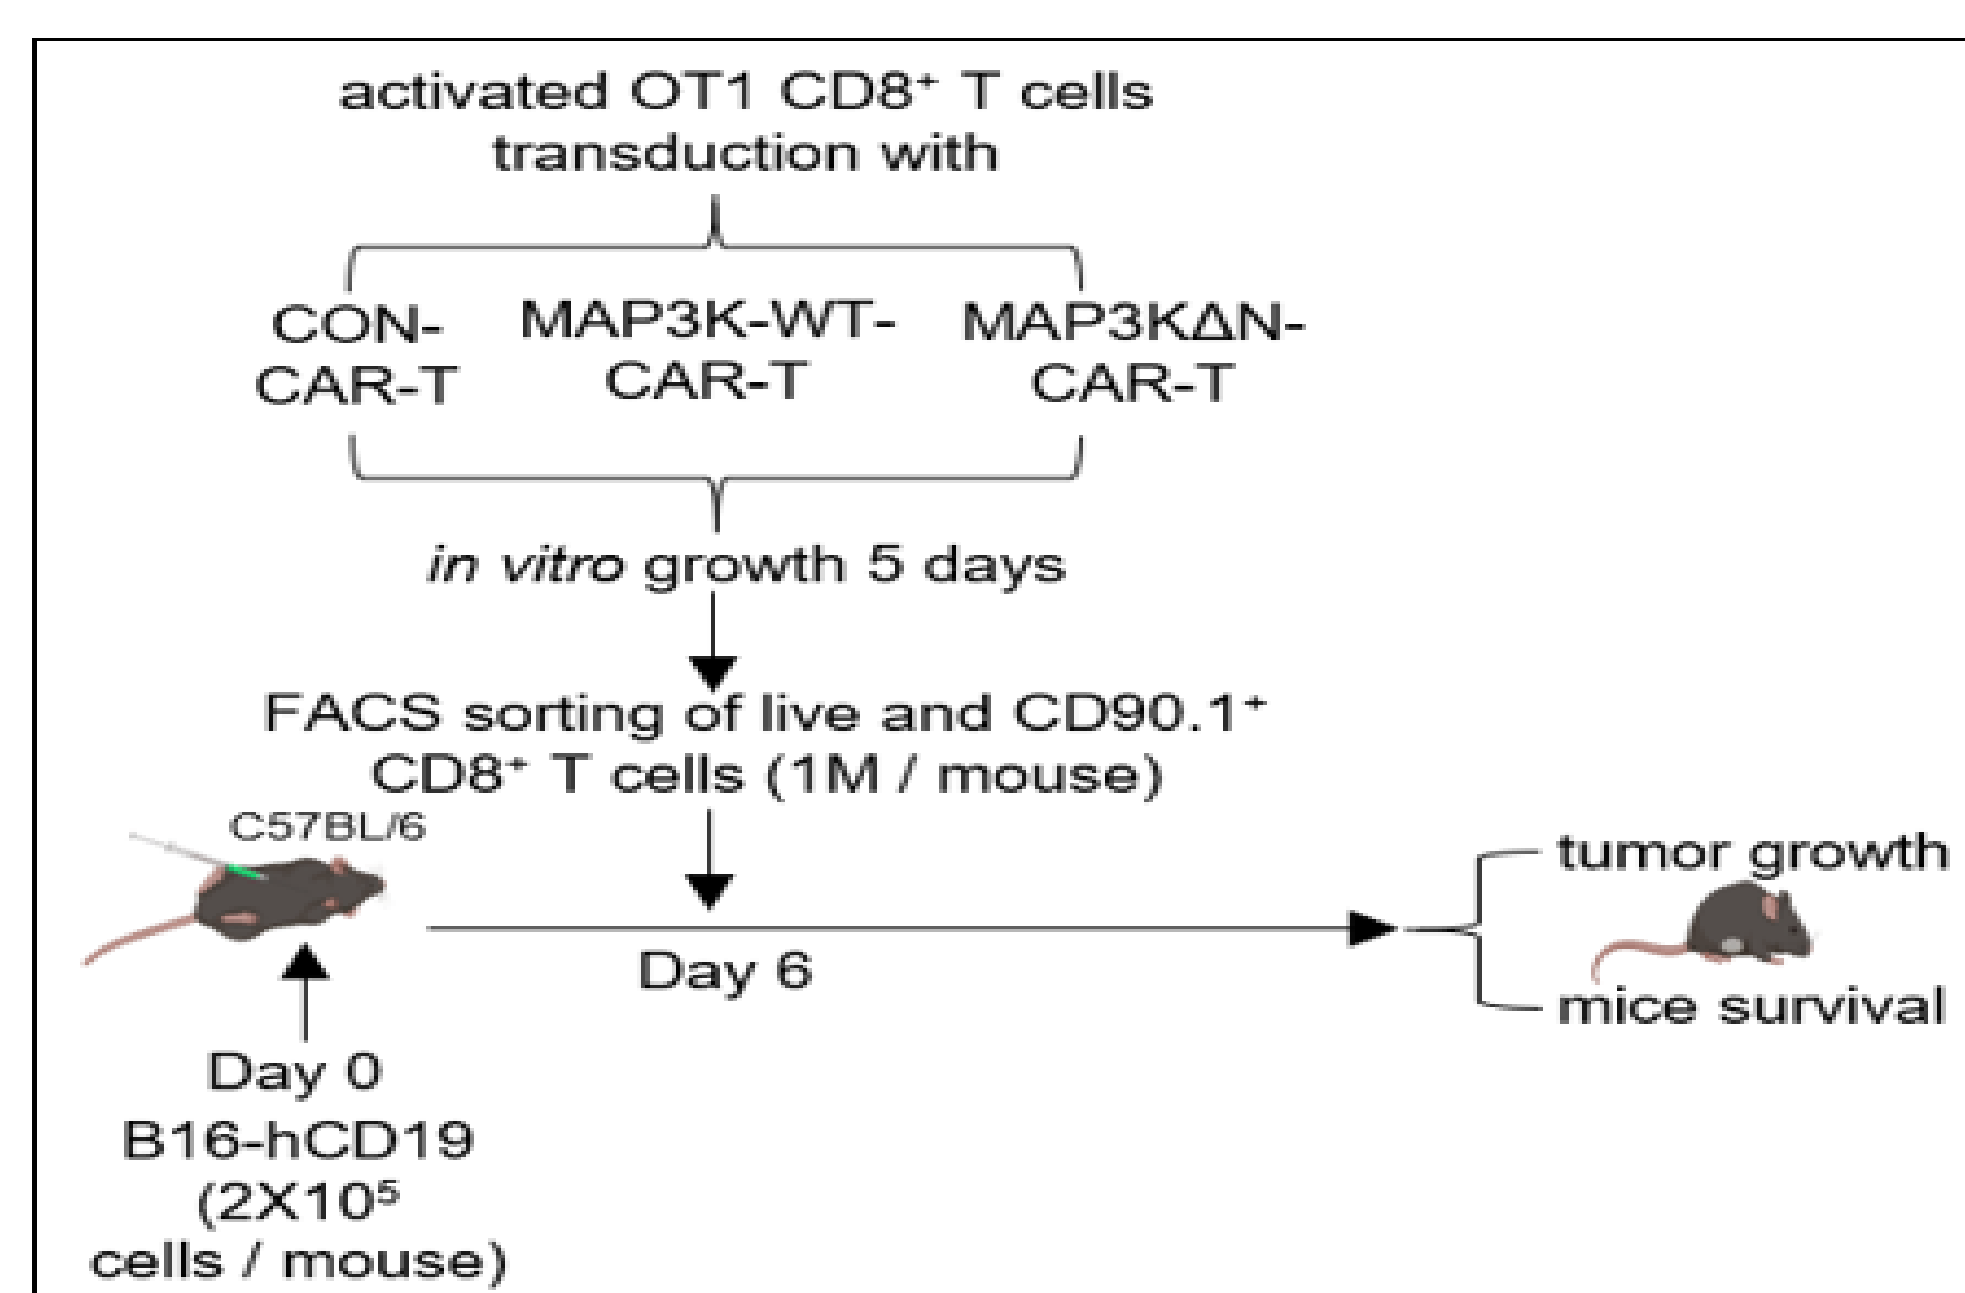 activated OT1 CD8⁺ T cells
transduction with
CON-
CAR-T
MAP3K-WT-
CAR-T
MAP3KΔN-
CAR-T
in vitro growth 5 days
FACS sorting of live and CD90.1⁺
CD8⁺ T cells (1M / mouse)
C57BL/6
Day 6
Day 0
B16-hCD19
(2X10⁵
cells / mouse)
tumor growth
mice survival